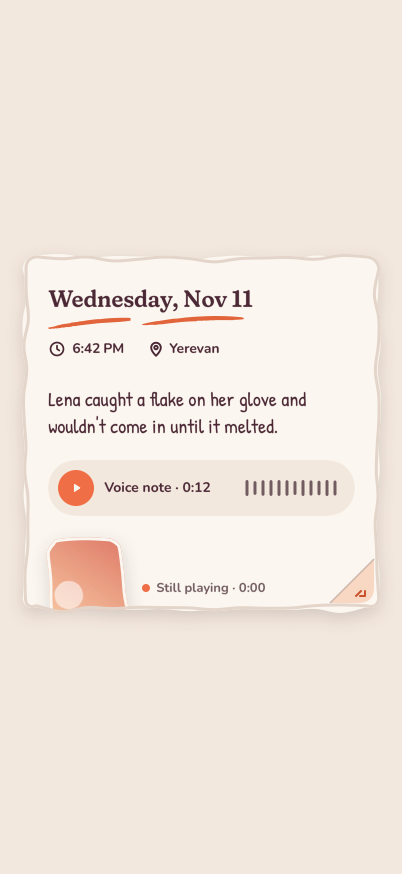 Wednesday, Nov 11
6:42 PM Yerevan
Lena caught a flake on her glove and
wouldn't come in until it melted.
Voice note · 0:12
Still playing · 0:00